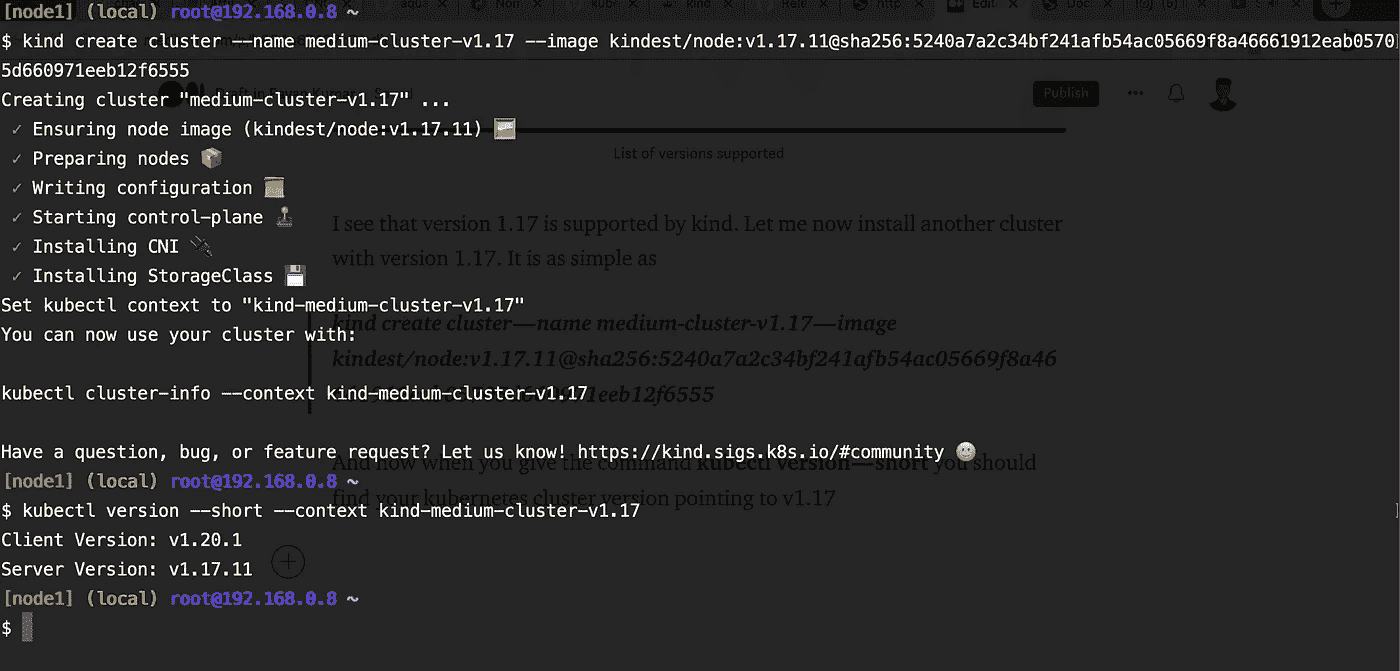 [node1] (local) root@192.168.0.8 ~
$ kind create cluster --name medium-cluster-v1.17 --image kindest/node:v1.17.11@sha256:5240a7a2c34bf241afb54ac05669f8a46661912eab0570
5d660971eeb12f6555
Creating cluster "medium-cluster-v1.17" ...
Publish
✓ Ensuring node image (kindest/node:v1.17.11) 🖼
List of versions supported
✓ Preparing nodes 📦
✓ Writing configuration 📜
✓ Starting control-plane 🕹
I see that version 1.17 is supported by kind. Let me now install another cluster
✓ Installing CNI 🔌
with version 1.17. It is as simple as
✓ Installing StorageClass 💾
Set kubectl context to "kind-medium-cluster-v1.17"
kind create cluster—name medium-cluster-v1.17—image
You can now use your cluster with:
kindest/node:v1.17.11@sha256:5240a7a2c34bf241afb54ac05669f8a46
kubectl cluster-info --context kind-medium-cluster-v1.17
Have a question, bug, or feature request? Let us know! https://kind.sigs.k8s.io/#community 🙂
And now when you give the command kubectl version—short you should
[node1] (local) root@192.168.0.8 ~
find your kubernetes cluster version pointing to v1.17
$ kubectl version --short --context kind-medium-cluster-v1.17
Client Version: v1.20.1
Server Version: v1.17.11
[node1] (local) root@192.168.0.8 ~
$